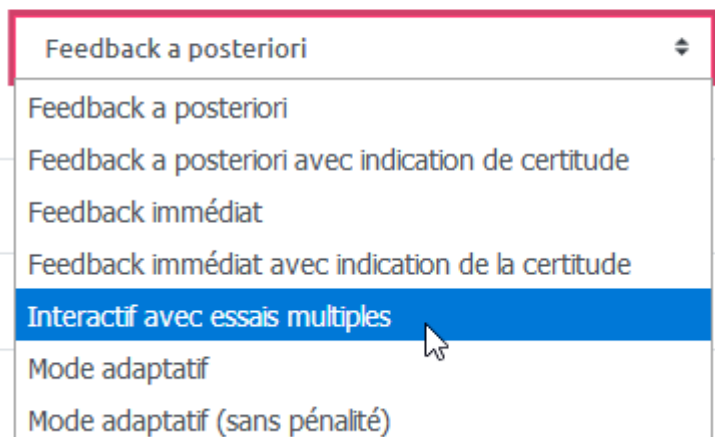 Feedback a posteriori
Feedback a posteriori
Feedback a posteriori avec indication de certitude
Feedback immédiat
Feedback immédiat avec indication de la certitude
Interactif avec essais multiples
Mode adaptatif
Mode adaptatif (sans pénalité)